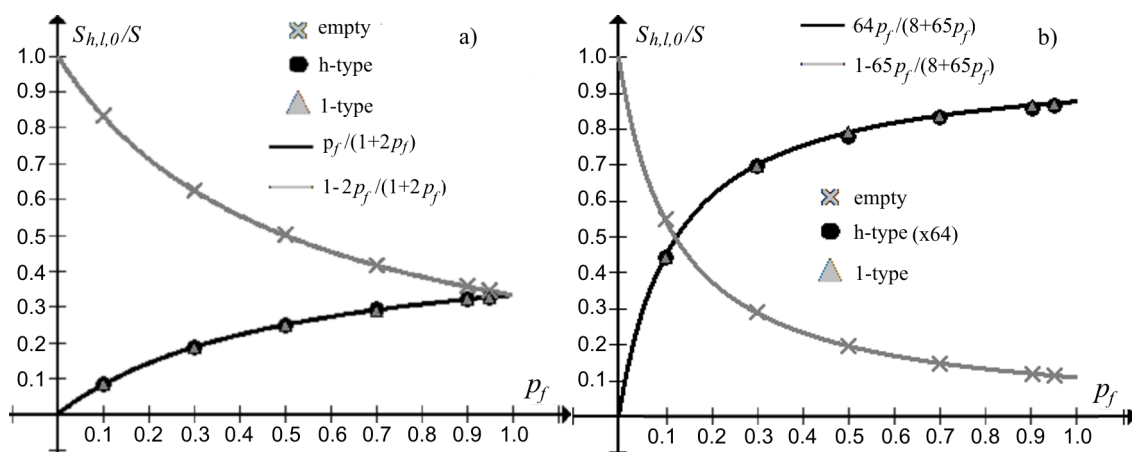 S_{h,l,0}/S
empty
a)
h-type
1-type
p_f/(1+2p_f)
1-2p_f/(1+2p_f)
1.0
0.9
0.8
0.7
0.6
0.5
0.4
0.3
0.2
0.1
p_f
0.1 0.2 0.3 0.4 0.5 0.6 0.7 0.8 0.9 1.0
S_{h,l,0}/S
64p_f/(8+65p_f)
b)
1-65p_f/(8+65p_f)
1.0
0.9
0.8
0.7
0.6
0.5
0.4
0.3
0.2
0.1
empty
h-type (x64)
1-type
p_f
0.1 0.2 0.3 0.4 0.5 0.6 0.7 0.8 0.9 1.0